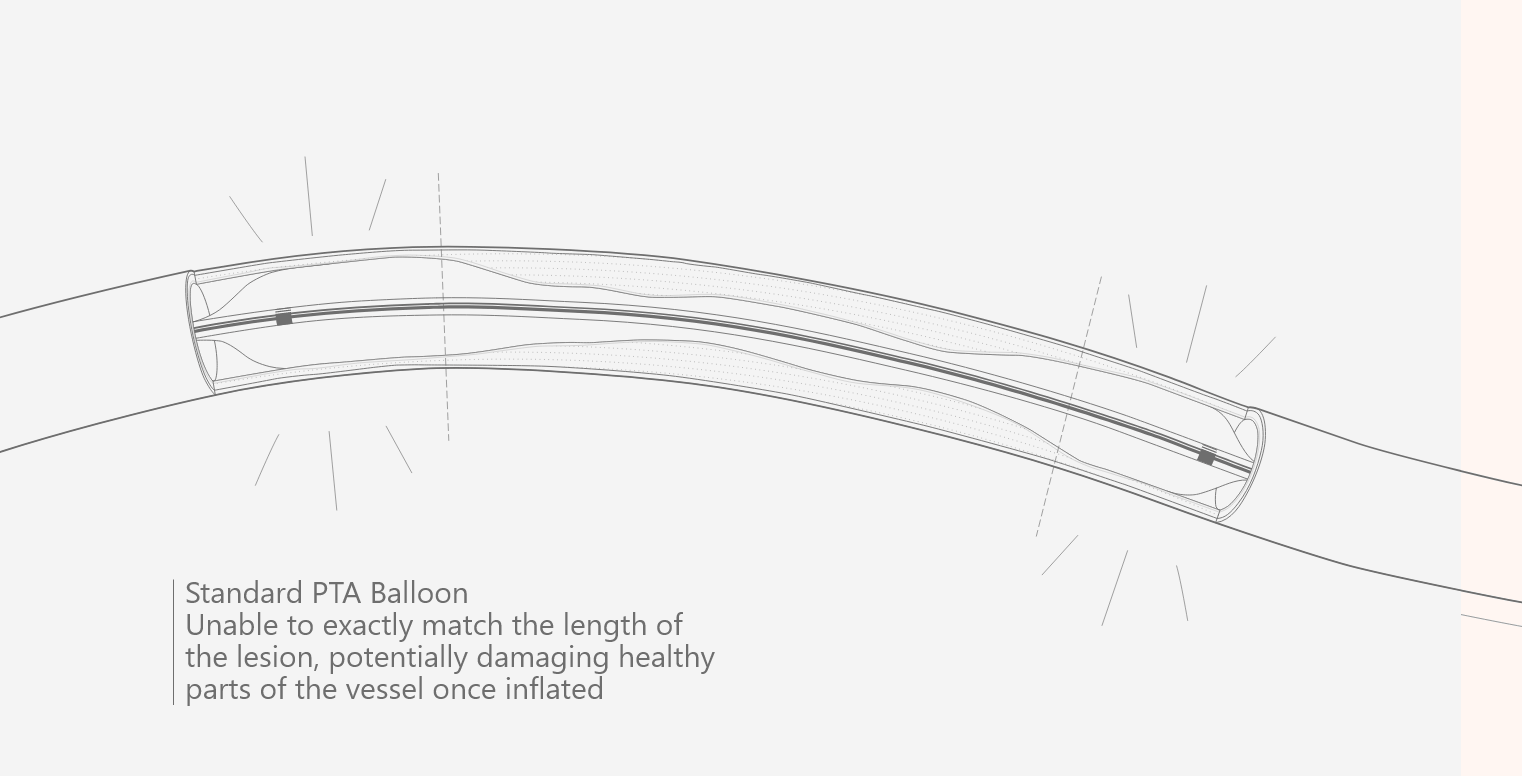 Standard PTA Balloon
Unable to exactly match the length of
the lesion, potentially damaging healthy
parts of the vessel once inflated